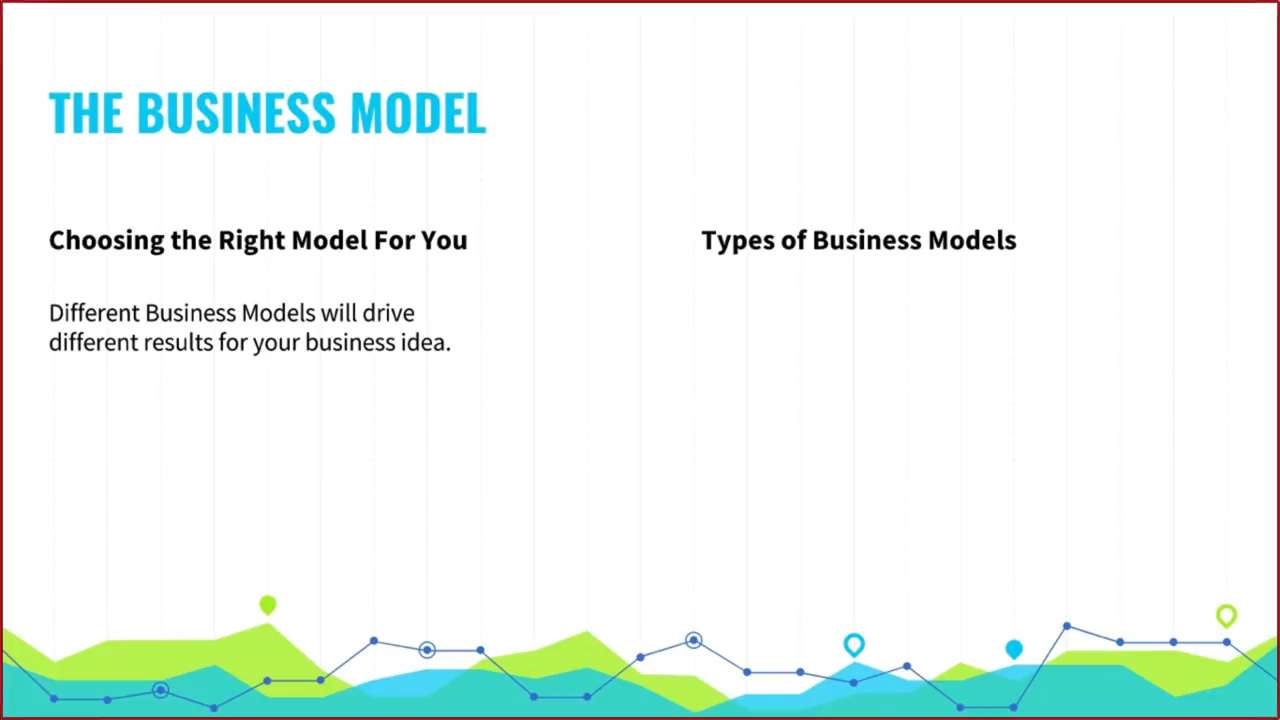 THE BUSINESS MODEL
Choosing the Right Model For You
Different Business Models will drive
different results for your business idea.
Types of Business Models